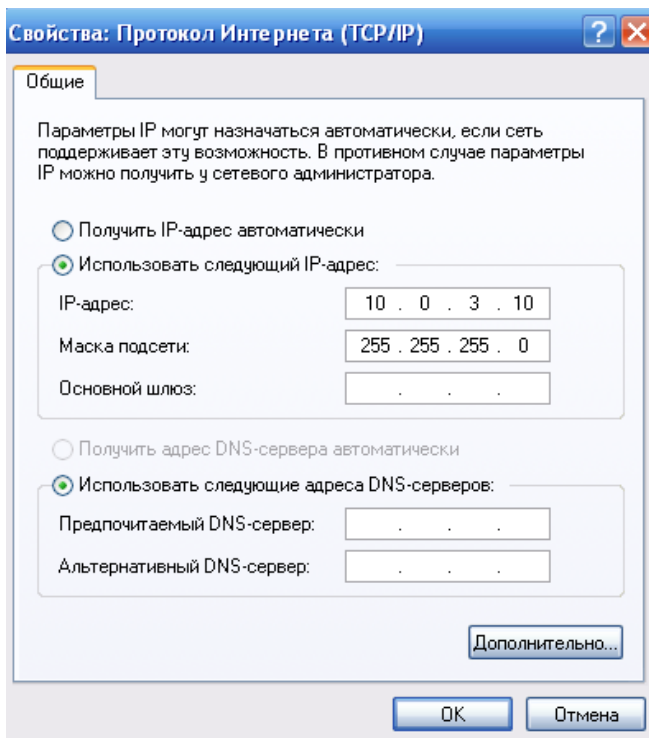 Свойства: Протокол Интернета (TCP/IP)
Общие
Параметры IP могут назначаться автоматически, если сеть
поддерживает эту возможность. В противном случае параметры
IP можно получить у сетевого администратора.
Получить IP-адрес автоматически
Использовать следующий IP-адрес:
IP-адрес: 10 . 0 . 3 . 10
Маска подсети: 255 . 255 . 255 . 0
Основной шлюз: . . .
Получить адрес DNS-сервера автоматически
Использовать следующие адреса DNS-серверов:
Предпочитаемый DNS-сервер: . . .
Альтернативный DNS-сервер: . . .
Дополнительно...
OK Отмена